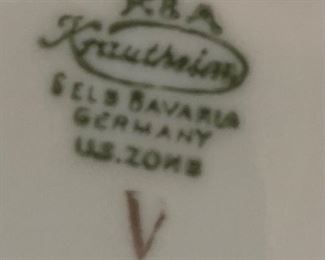 K & A
Krautheim
SELB BAVARIA
GERMANY
U.S. ZONE
V